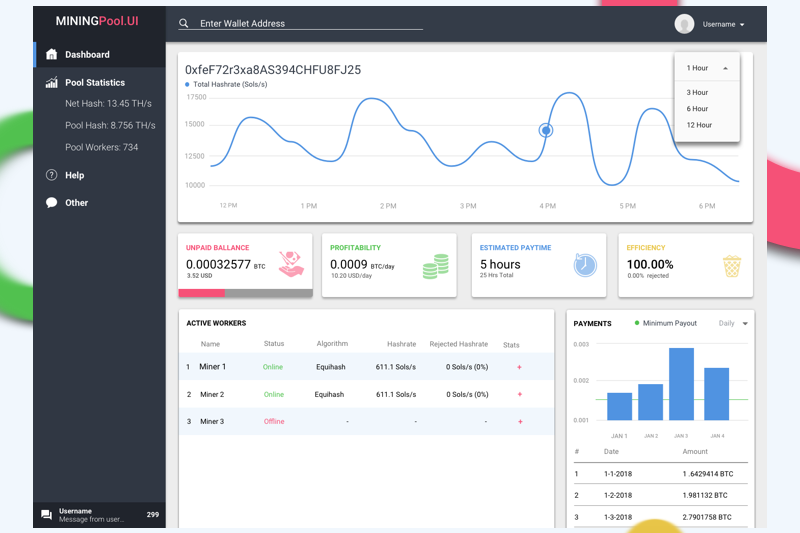 MININGPool.UI
Enter Wallet Address
Username
Dashboard
Pool Statistics
Net Hash: 13.45 TH/s
Pool Hash: 8.756 TH/s
Pool Workers: 734
Help
Other
Username
Message from user...
299
0xfeF72r3xa8AS394CHFU8FJ25
Total Hashrate (Sols/s)
1 Hour
3 Hour
6 Hour
12 Hour
17500
15000
12500
10000
12 PM 1 PM 2 PM 3 PM 4 PM 5 PM 6 PM
UNPAID BALLANCE
0.00032577 BTC
3.52 USD
PROFITABILITY
0.0009 BTC/day
10.20 USD/day
ESTIMATED PAYTIME
5 hours
25 Hrs Total
EFFICIENCY
100.00%
0.00% rejected
ACTIVE WORKERS
Name Status Algorithm Hashrate Rejected Hashrate Stats
1 Miner 1 Online Equihash 611.1 Sols/s 0 Sols/s (0%) +
2 Miner 2 Online Equihash 611.1 Sols/s 0 Sols/s (0%) +
3 Miner 3 Offline - - - +
PAYMENTS Minimum Payout Daily
0.003
0.002
0.001
JAN 1 JAN 2 JAN 3 JAN 4
# Date Amount
1 1-1-2018 1 .6429414 BTC
2 1-2-2018 1.981132 BTC
3 1-3-2018 2.7901758 BTC